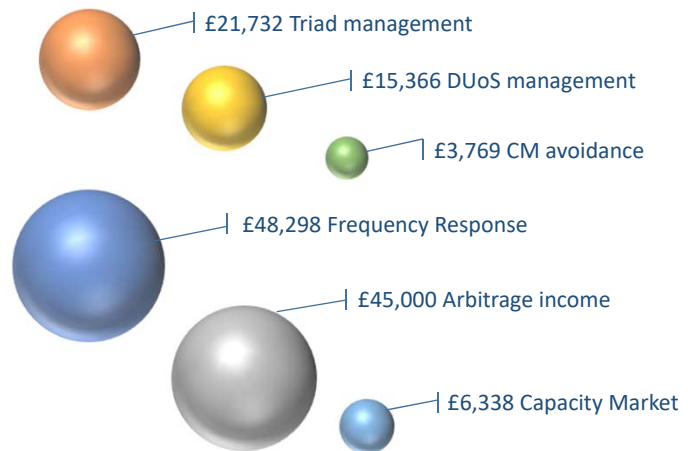 £21,732 Triad management
£15,366 DUoS management
£3,769 CM avoidance
£48,298 Frequency Response
£45,000 Arbitrage income
£6,338 Capacity Market